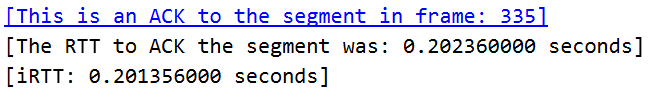 [This is an ACK to the segment in frame: 335]
[The RTT to ACK the segment was: 0.202360000 seconds]
[iRTT: 0.201356000 seconds]